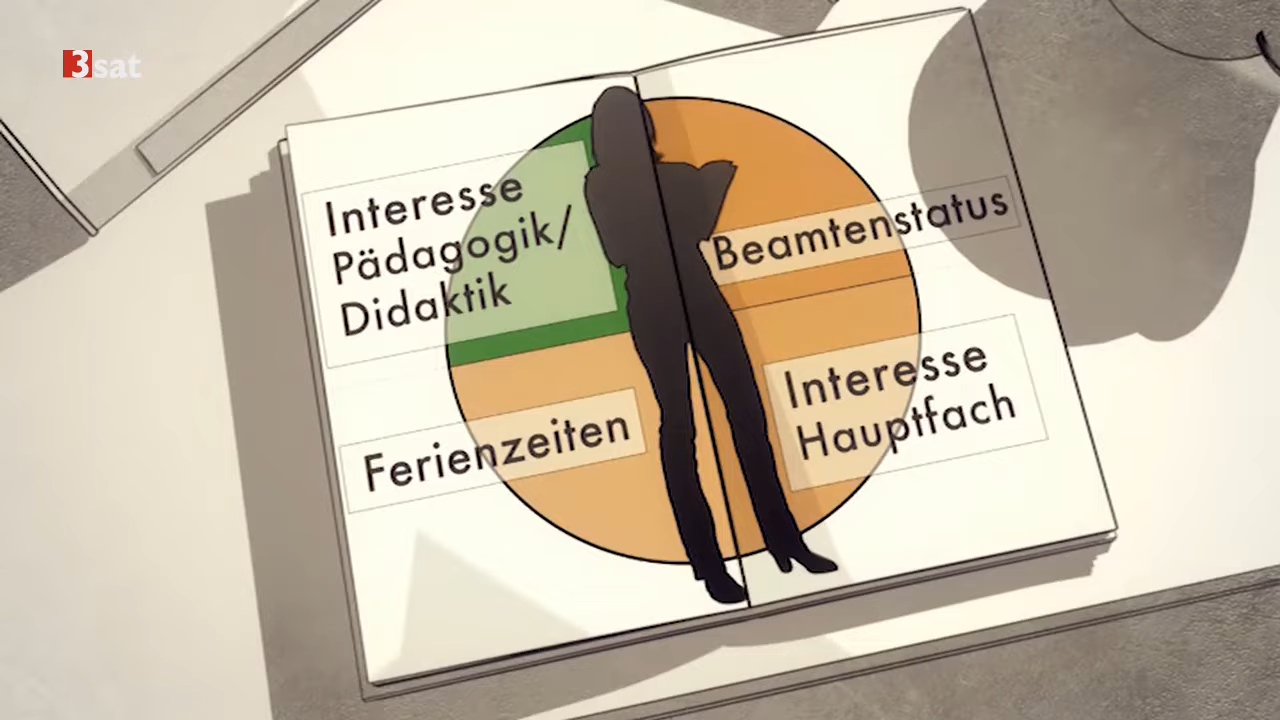 3sat
Interesse
Pädagogik/
Didaktik
Beamtenstatus
Ferienzeiten
Interesse
Hauptfach